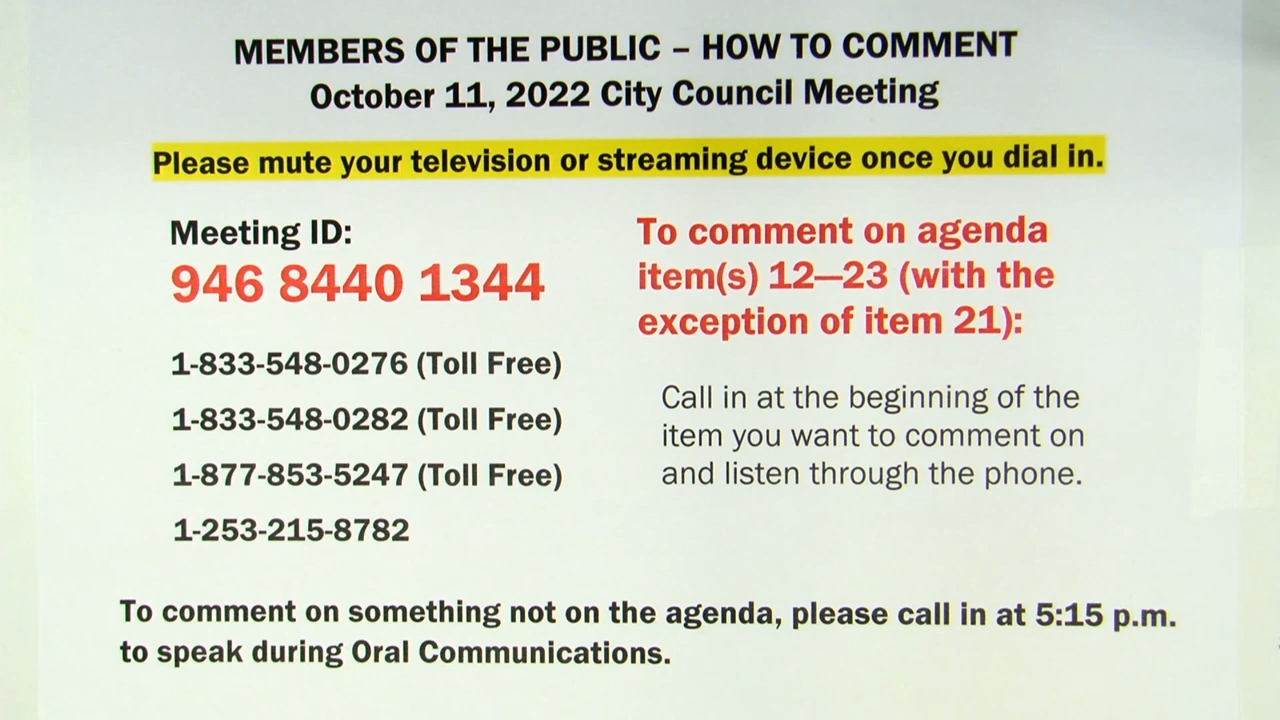 MEMBERS OF THE PUBLIC – HOW TO COMMENT
October 11, 2022 City Council Meeting
Please mute your television or streaming device once you dial in.
Meeting ID:
946 8440 1344
1-833-548-0276 (Toll Free)
1-833-548-0282 (Toll Free)
1-877-853-5247 (Toll Free)
1-253-215-8782
To comment on agenda
item(s) 12—23 (with the
exception of item 21):
Call in at the beginning of the
item you want to comment on
and listen through the phone.
To comment on something not on the agenda, please call in at 5:15 p.m.
to speak during Oral Communications.